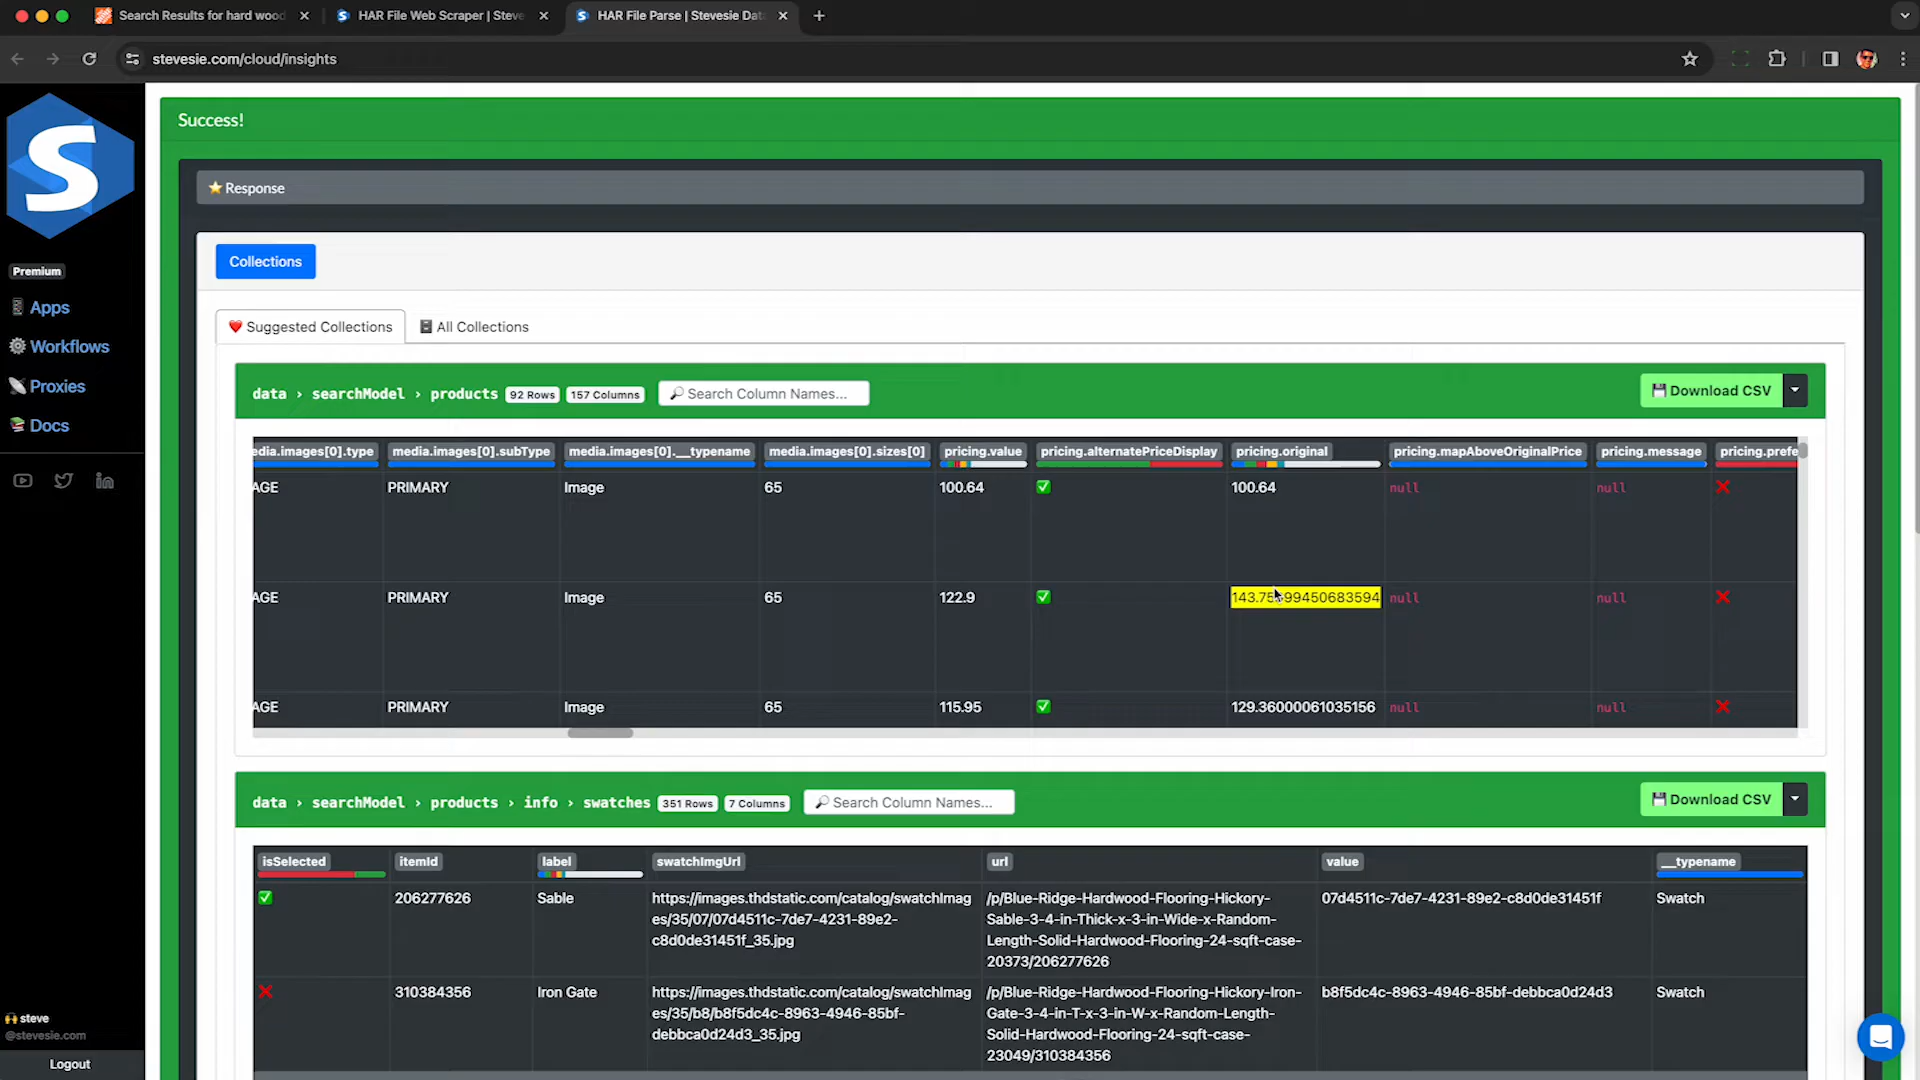 Search Results for hard wood
HAR File Web Scraper | Steve
HAR File Parse | Stevesie Dat
stevesie.com/cloud/insights
S
Premium
Apps
Workflows
Proxies
Docs
steve
@stevesie.com
Logout
Success!
Response
Collections
Suggested Collections
All Collections
data › searchModel › products 92 Rows 157 Columns Search Column Names... Download CSV
edia.images[0].type media.images[0].subType media.images[0].__typename media.images[0].sizes[0] pricing.value pricing.alternatePriceDisplay pricing.original pricing.mapAboveOriginalPrice pricing.message pricing.prefe
AGE PRIMARY Image 65 100.64 100.64 null null
AGE PRIMARY Image 65 122.9 null null
AGE PRIMARY Image 65 115.95 129.36000061035156 null null
data › searchModel › products › info › swatches 351 Rows 7 Columns Search Column Names... Download CSV
isSelected itemId label swatchImgUrl url value __typename
206277626 Sable https://images.thdstatic.com/catalog/swatchImag /p/Blue-Ridge-Hardwood-Flooring-Hickory- 07d4511c-7de7-4231-89e2-c8d0de31451f Swatch
es/35/07/07d4511c-7de7-4231-89e2- Sable-3-4-in-Thick-x-3-in-Wide-x-Random-
c8d0de31451f_35.jpg Length-Solid-Hardwood-Flooring-24-sqft-case-
20373/206277626
310384356 Iron Gate https://images.thdstatic.com/catalog/swatchImag /p/Blue-Ridge-Hardwood-Flooring-Hickory-Iron- b8f5dc4c-8963-4946-85bf-debbca0d24d3 Swatch
es/35/b8/b8f5dc4c-8963-4946-85bf- Gate-3-4-in-T-x-3-in-W-x-Random-Length-
debbca0d24d3_35.jpg Solid-Hardwood-Flooring-24-sqft-case-
23049/310384356